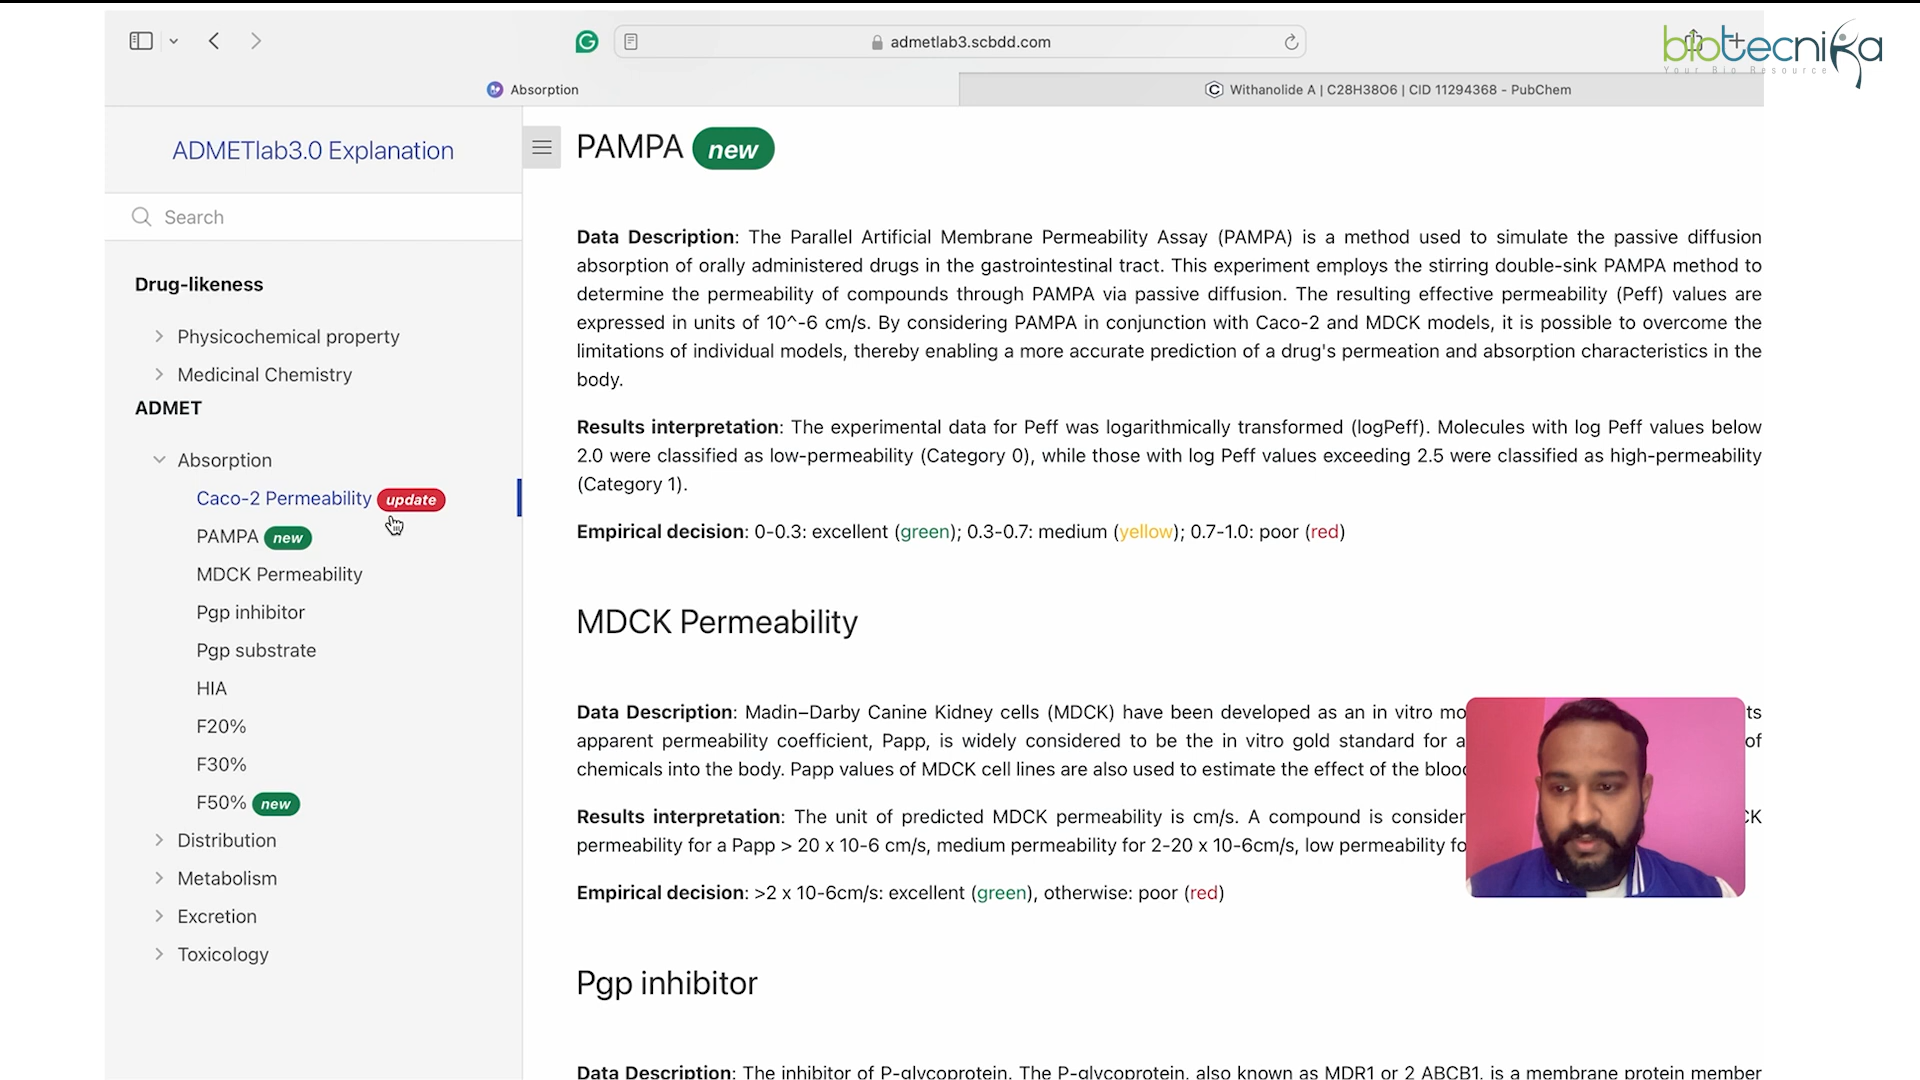 admetlab3.scbdd.com
biotecnika
Your Bio Resource
Absorption
Withanolide A | C28H38O6 | CID 11294368 - PubChem
ADMETlab3.0 Explanation
Search
Drug-likeness
Physicochemical property
Medicinal Chemistry
ADMET
Absorption
Caco-2 Permeability update
PAMPA new
MDCK Permeability
Pgp inhibitor
Pgp substrate
HIA
F20%
F30%
F50% new
Distribution
Metabolism
Excretion
Toxicology
PAMPA new
Data Description: The Parallel Artificial Membrane Permeability Assay (PAMPA) is a method used to simulate the passive diffusion
absorption of orally administered drugs in the gastrointestinal tract. This experiment employs the stirring double-sink PAMPA method to
determine the permeability of compounds through PAMPA via passive diffusion. The resulting effective permeability (Peff) values are
expressed in units of 10^-6 cm/s. By considering PAMPA in conjunction with Caco-2 and MDCK models, it is possible to overcome the
limitations of individual models, thereby enabling a more accurate prediction of a drug's permeation and absorption characteristics in the
body.
Results interpretation: The experimental data for Peff was logarithmically transformed (logPeff). Molecules with log Peff values below
2.0 were classified as low-permeability (Category 0), while those with log Peff values exceeding 2.5 were classified as high-permeability
(Category 1).
Empirical decision: 0-0.3: excellent (green); 0.3-0.7: medium (yellow); 0.7-1.0: poor (red)
MDCK Permeability
Data Description: Madin−Darby Canine Kidney cells (MDCK) have been developed as an in vitro
apparent permeability coefficient, Papp, is widely considered to be the in vitro gold standard for of
chemicals into the body. Papp values of MDCK cell lines are also used to estimate the effect of the
Results interpretation: The unit of predicted MDCK permeability is cm/s. A compound is
permeability for a Papp > 20 x 10-6 cm/s, medium permeability for 2-20 x 10-6cm/s, low permeability
Empirical decision: >2 x 10-6cm/s: excellent (green), otherwise: poor (red)
Pgp inhibitor
Data Description: The inhibitor of P-glycoprotein. The P-glycoprotein, also known as MDR1 or 2 ABCB1, is a membrane protein member